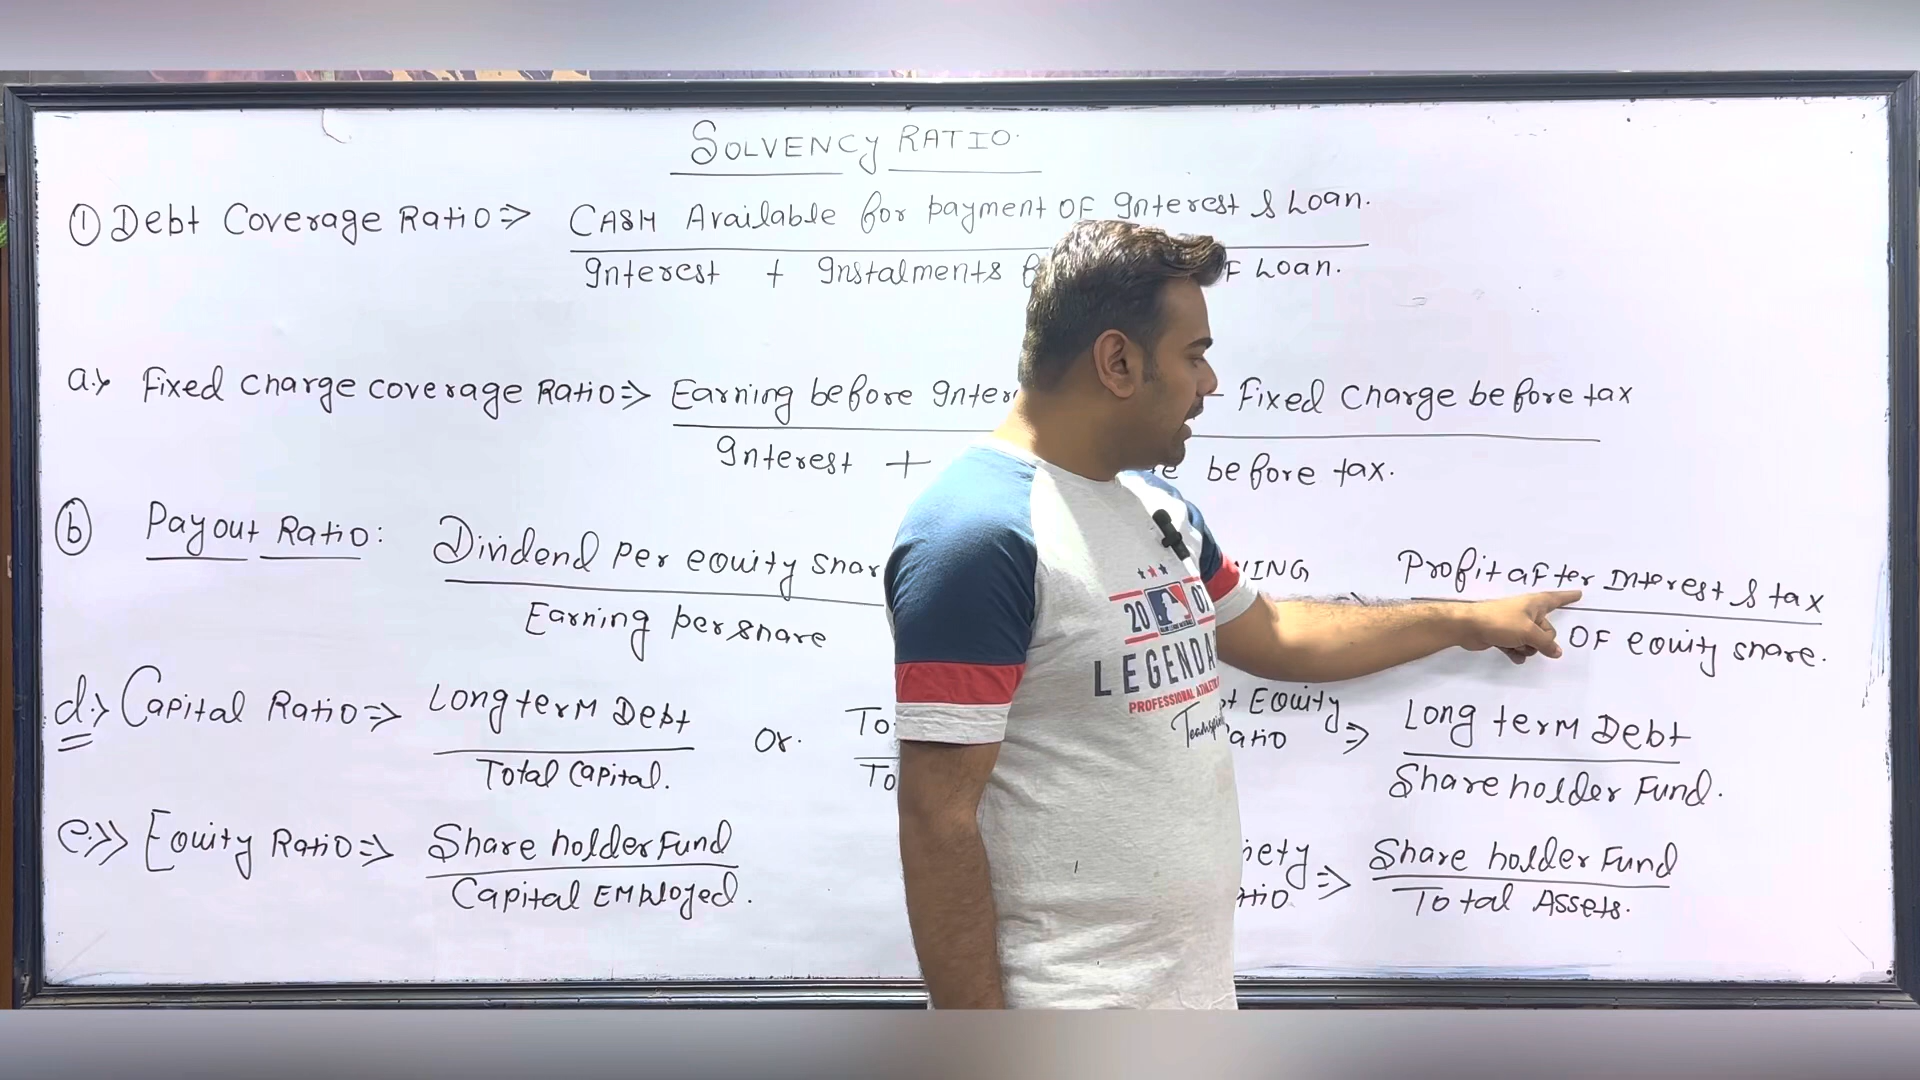 SOLVENCY RATIO
① Debt Coverage Ratio ⇒ CASH Available for payment OF Interest & Loan.
Interest + Instalments F Loan.
a.> Fixed charge coverage Ratio ⇒ Earning before Fixed charge before tax
Interest + before tax.
ⓑ Payout Ratio: Dividend Per equity Profit after Interest & tax
Earning per share OF equity share.
d.> Capital Ratio ⇒ Long term Debt Or. Equity ⇒ Long term Debt
Total Capital. Share holder Fund.
e.>> Equity Ratio ⇒ Share holder Fund ⇒ Share holder Fund
Capital Employed. Total Assets.
20 07
LEGENDA
PROFESSIONAL